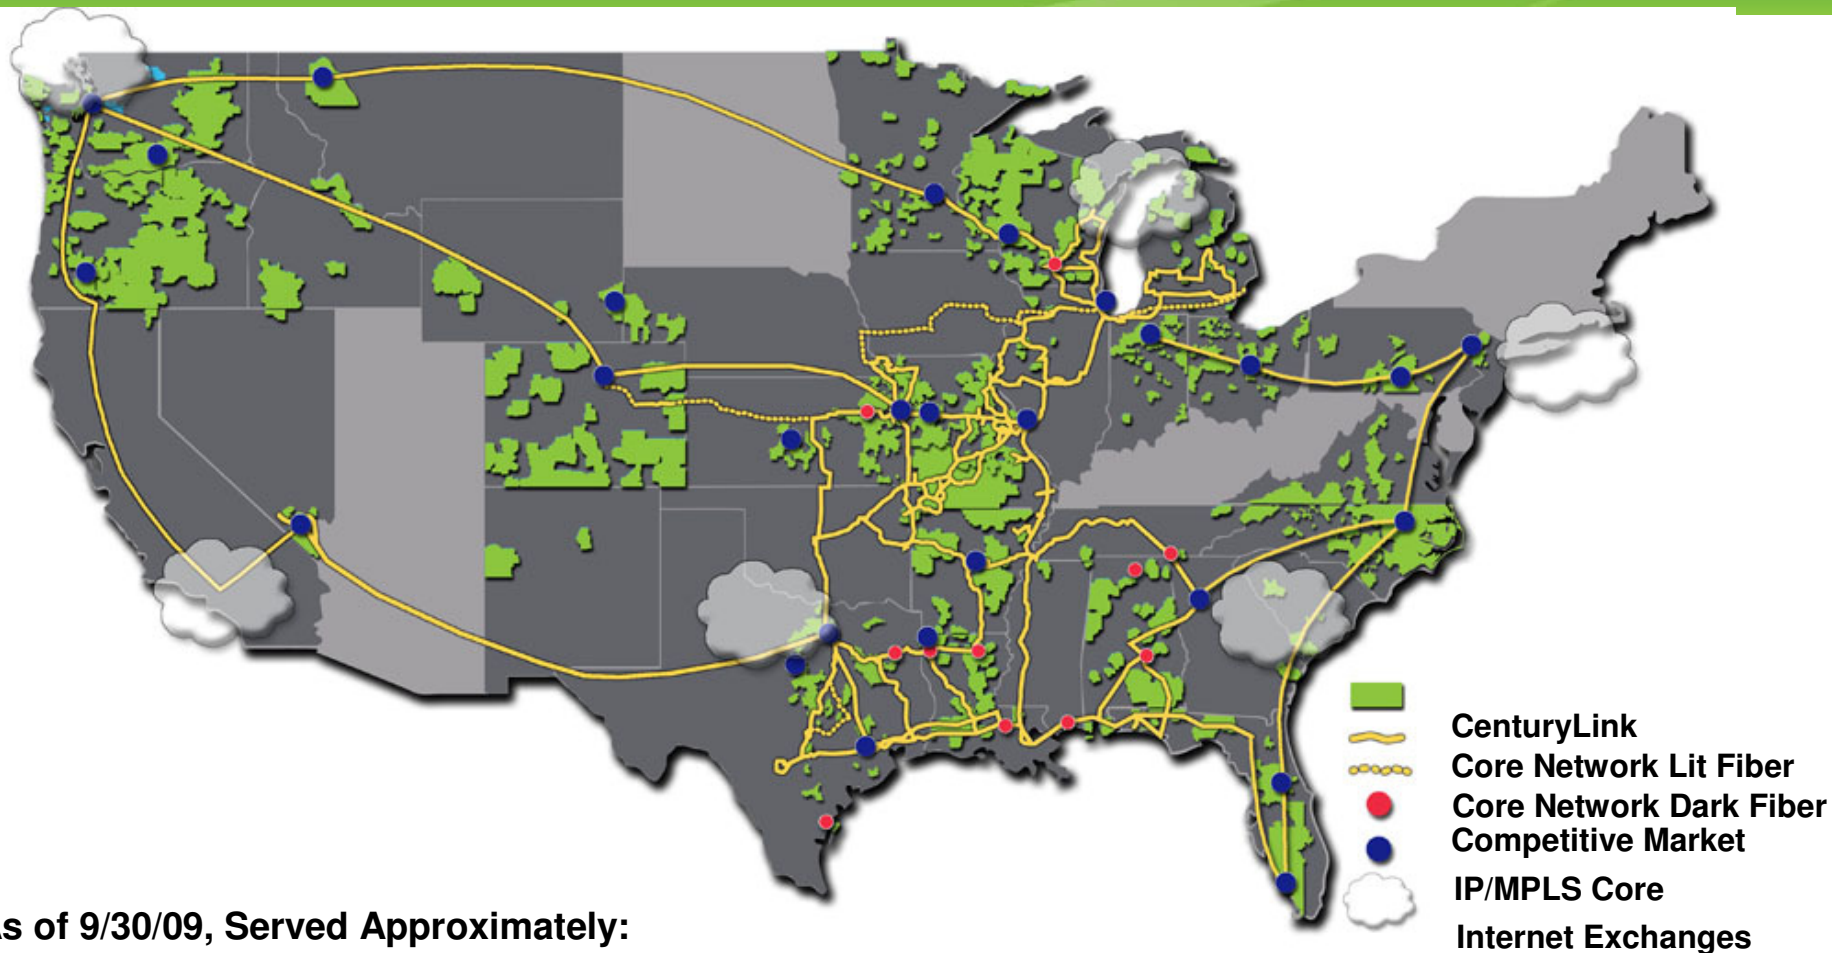 CenturyLink
Core Network Lit Fiber
Core Network Dark Fiber
Competitive Market
IP/MPLS Core
Internet Exchanges
As of 9/30/09, Served Approximately: